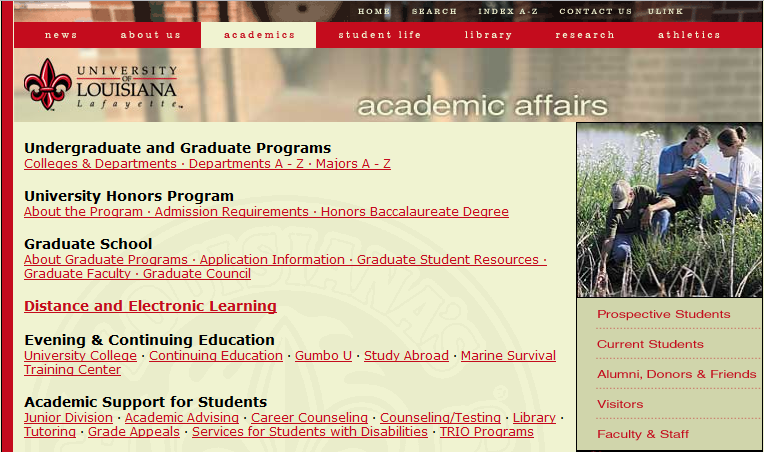 HOME SEARCH INDEX A-Z CONTACT US ULINK
news about us academics student life library research athletics
UNIVERSITY
OF
LOUISIANA
Lafayette™
academic affairs
Undergraduate and Graduate Programs
Colleges & Departments · Departments A - Z · Majors A - Z
University Honors Program
About the Program · Admission Requirements · Honors Baccalaureate Degree
Graduate School
About Graduate Programs · Application Information · Graduate Student Resources ·
Graduate Faculty · Graduate Council
Distance and Electronic Learning
Evening & Continuing Education
University College · Continuing Education · Gumbo U · Study Abroad · Marine Survival
Training Center
Academic Support for Students
Junior Division · Academic Advising · Career Counseling · Counseling/Testing · Library ·
Tutoring · Grade Appeals · Services for Students with Disabilities · TRIO Programs
Prospective Students
Current Students
Alumni, Donors & Friends
Visitors
Faculty & Staff